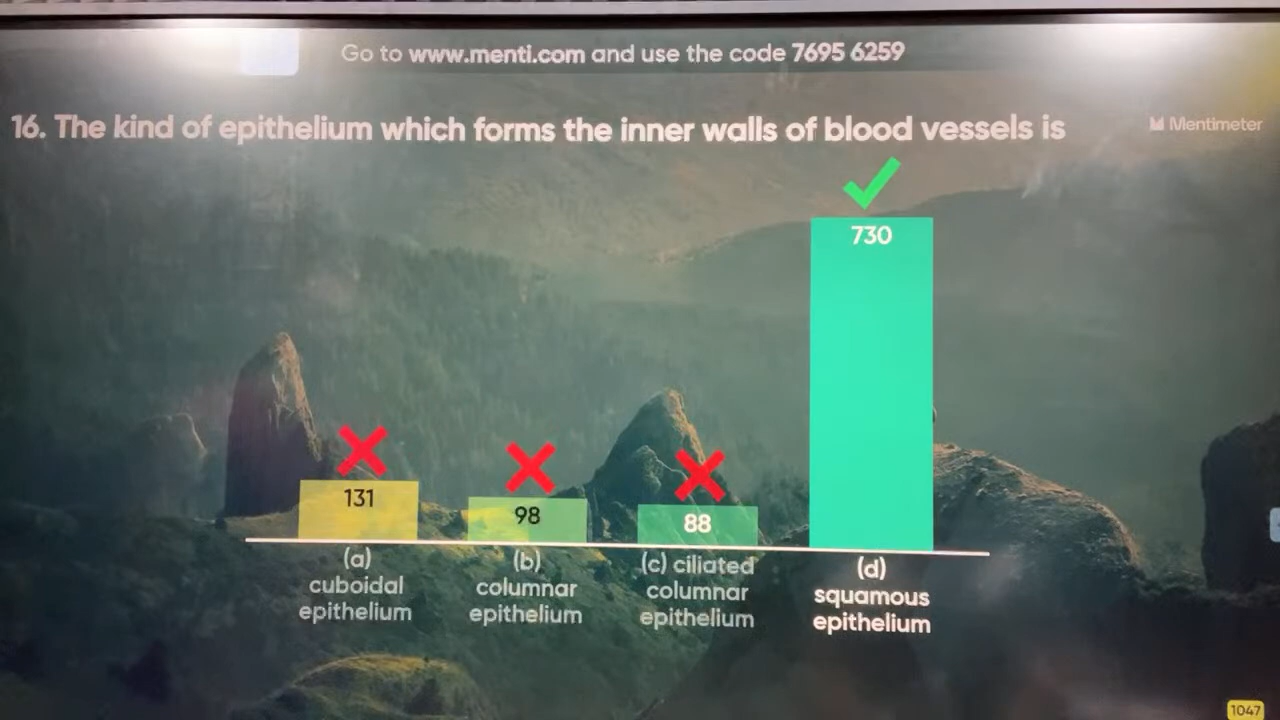 Go to www.menti.com and use the code 7695 6259
16. The kind of epithelium which forms the inner walls of blood vessels is
Mentimeter
730
131
98
88
(a)
cuboidal
epithelium
(b)
columnar
epithelium
(c) ciliated
columnar
epithelium
(d)
squamous
epithelium
1047